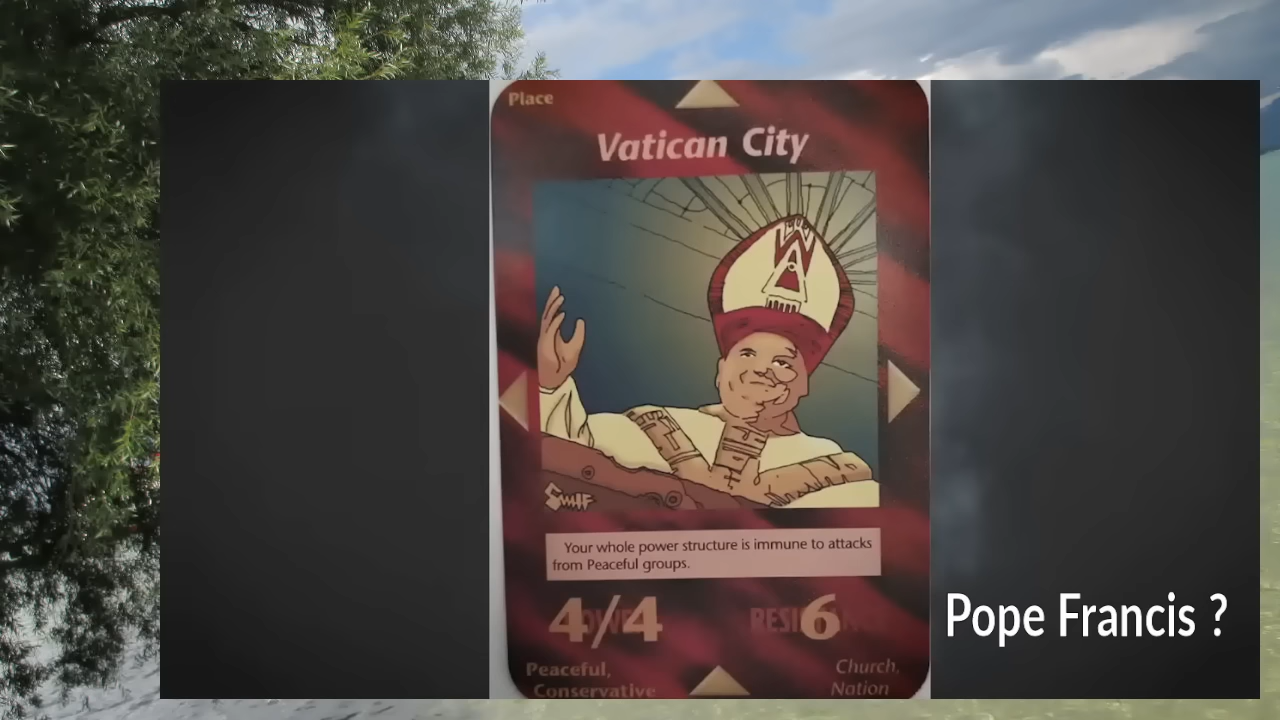 Place
Vatican City
Your whole power structure is immune to attacks
from Peaceful groups.
4/4
RESI 6
Peaceful,
Conservative
Church,
Nation
Pope Francis ?